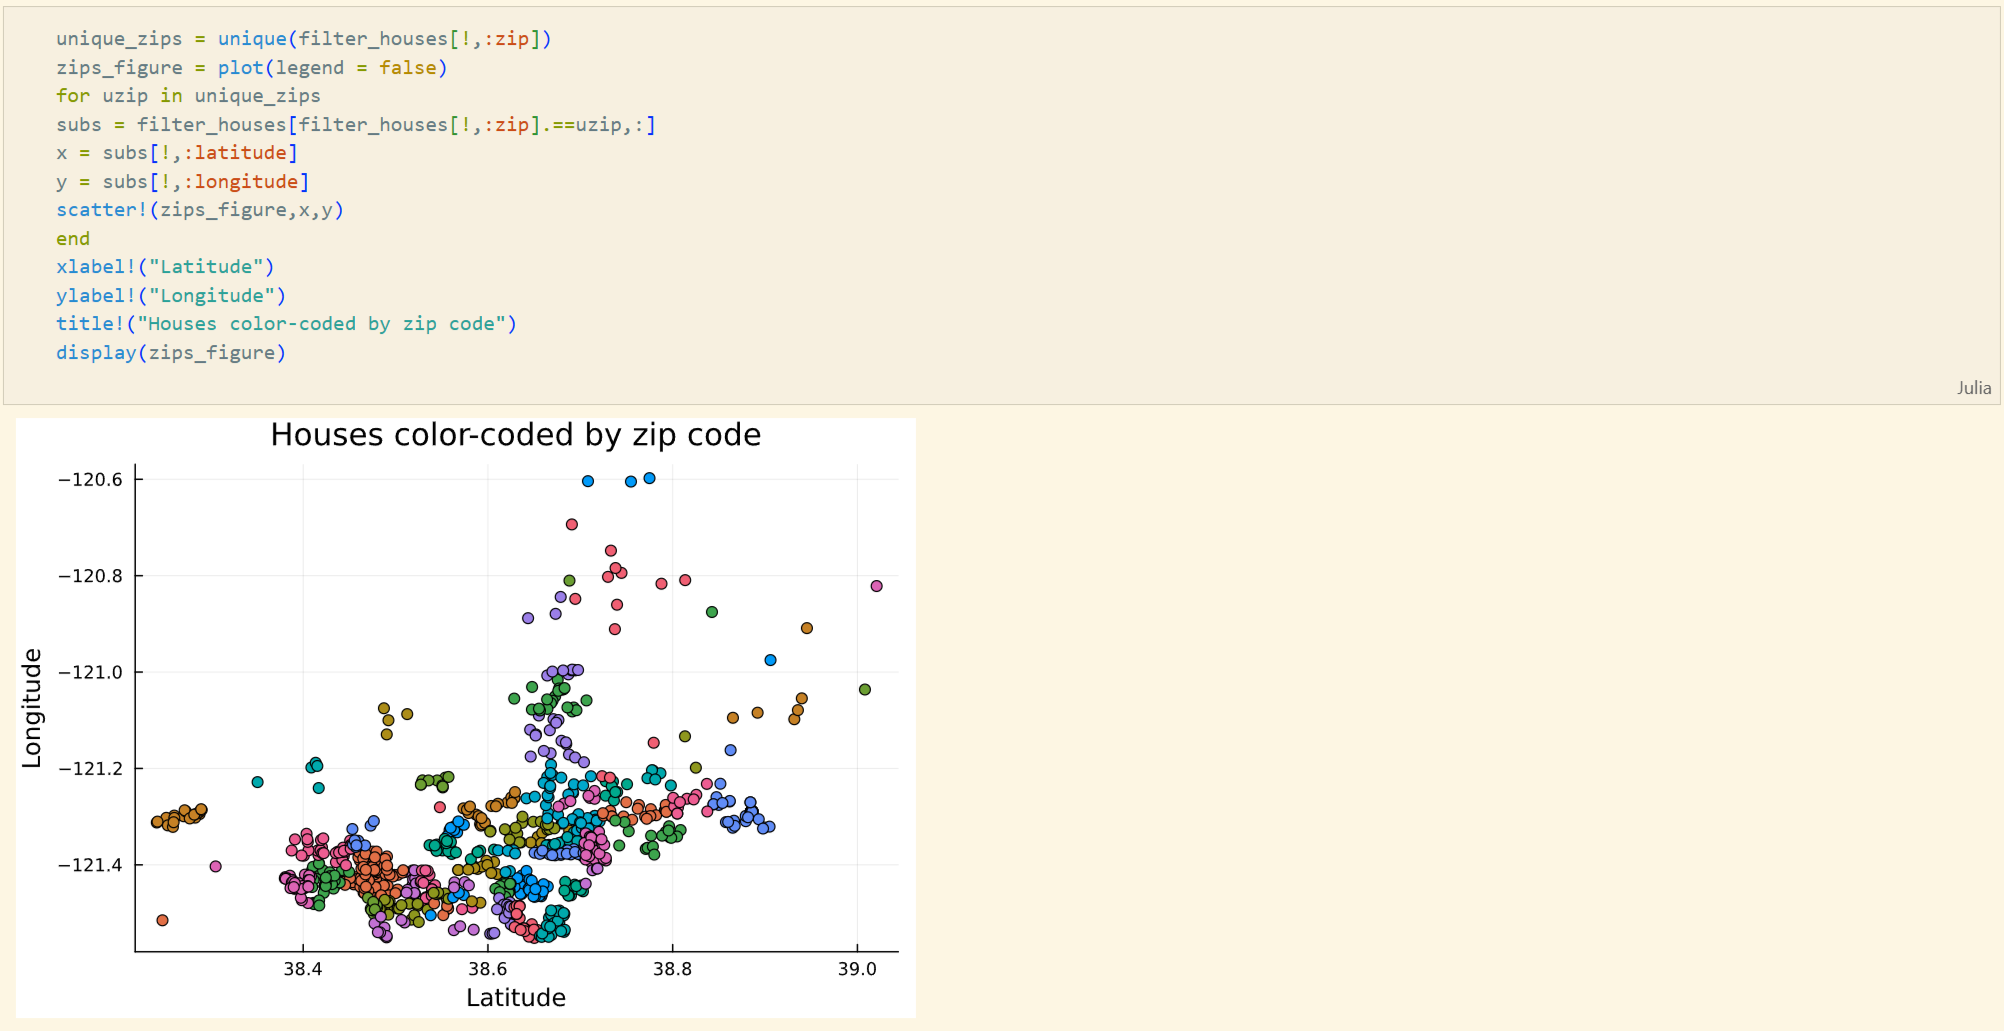 unique_zips = unique(filter_houses[!,:zip])
zips_figure = plot(legend = false)
for uzip in unique_zips
subs = filter_houses[filter_houses[!,:zip].==uzip,:]
x = subs[!,:latitude]
y = subs[!,:longitude]
scatter!(zips_figure,x,y)
end
xlabel!("Latitude")
ylabel!("Longitude")
title!("Houses color-coded by zip code")
display(zips_figure)
Julia
Houses color-coded by zip code
−120.6
−120.8
−121.0
−121.2
−121.4
Longitude
38.4 38.6 38.8 39.0
Latitude